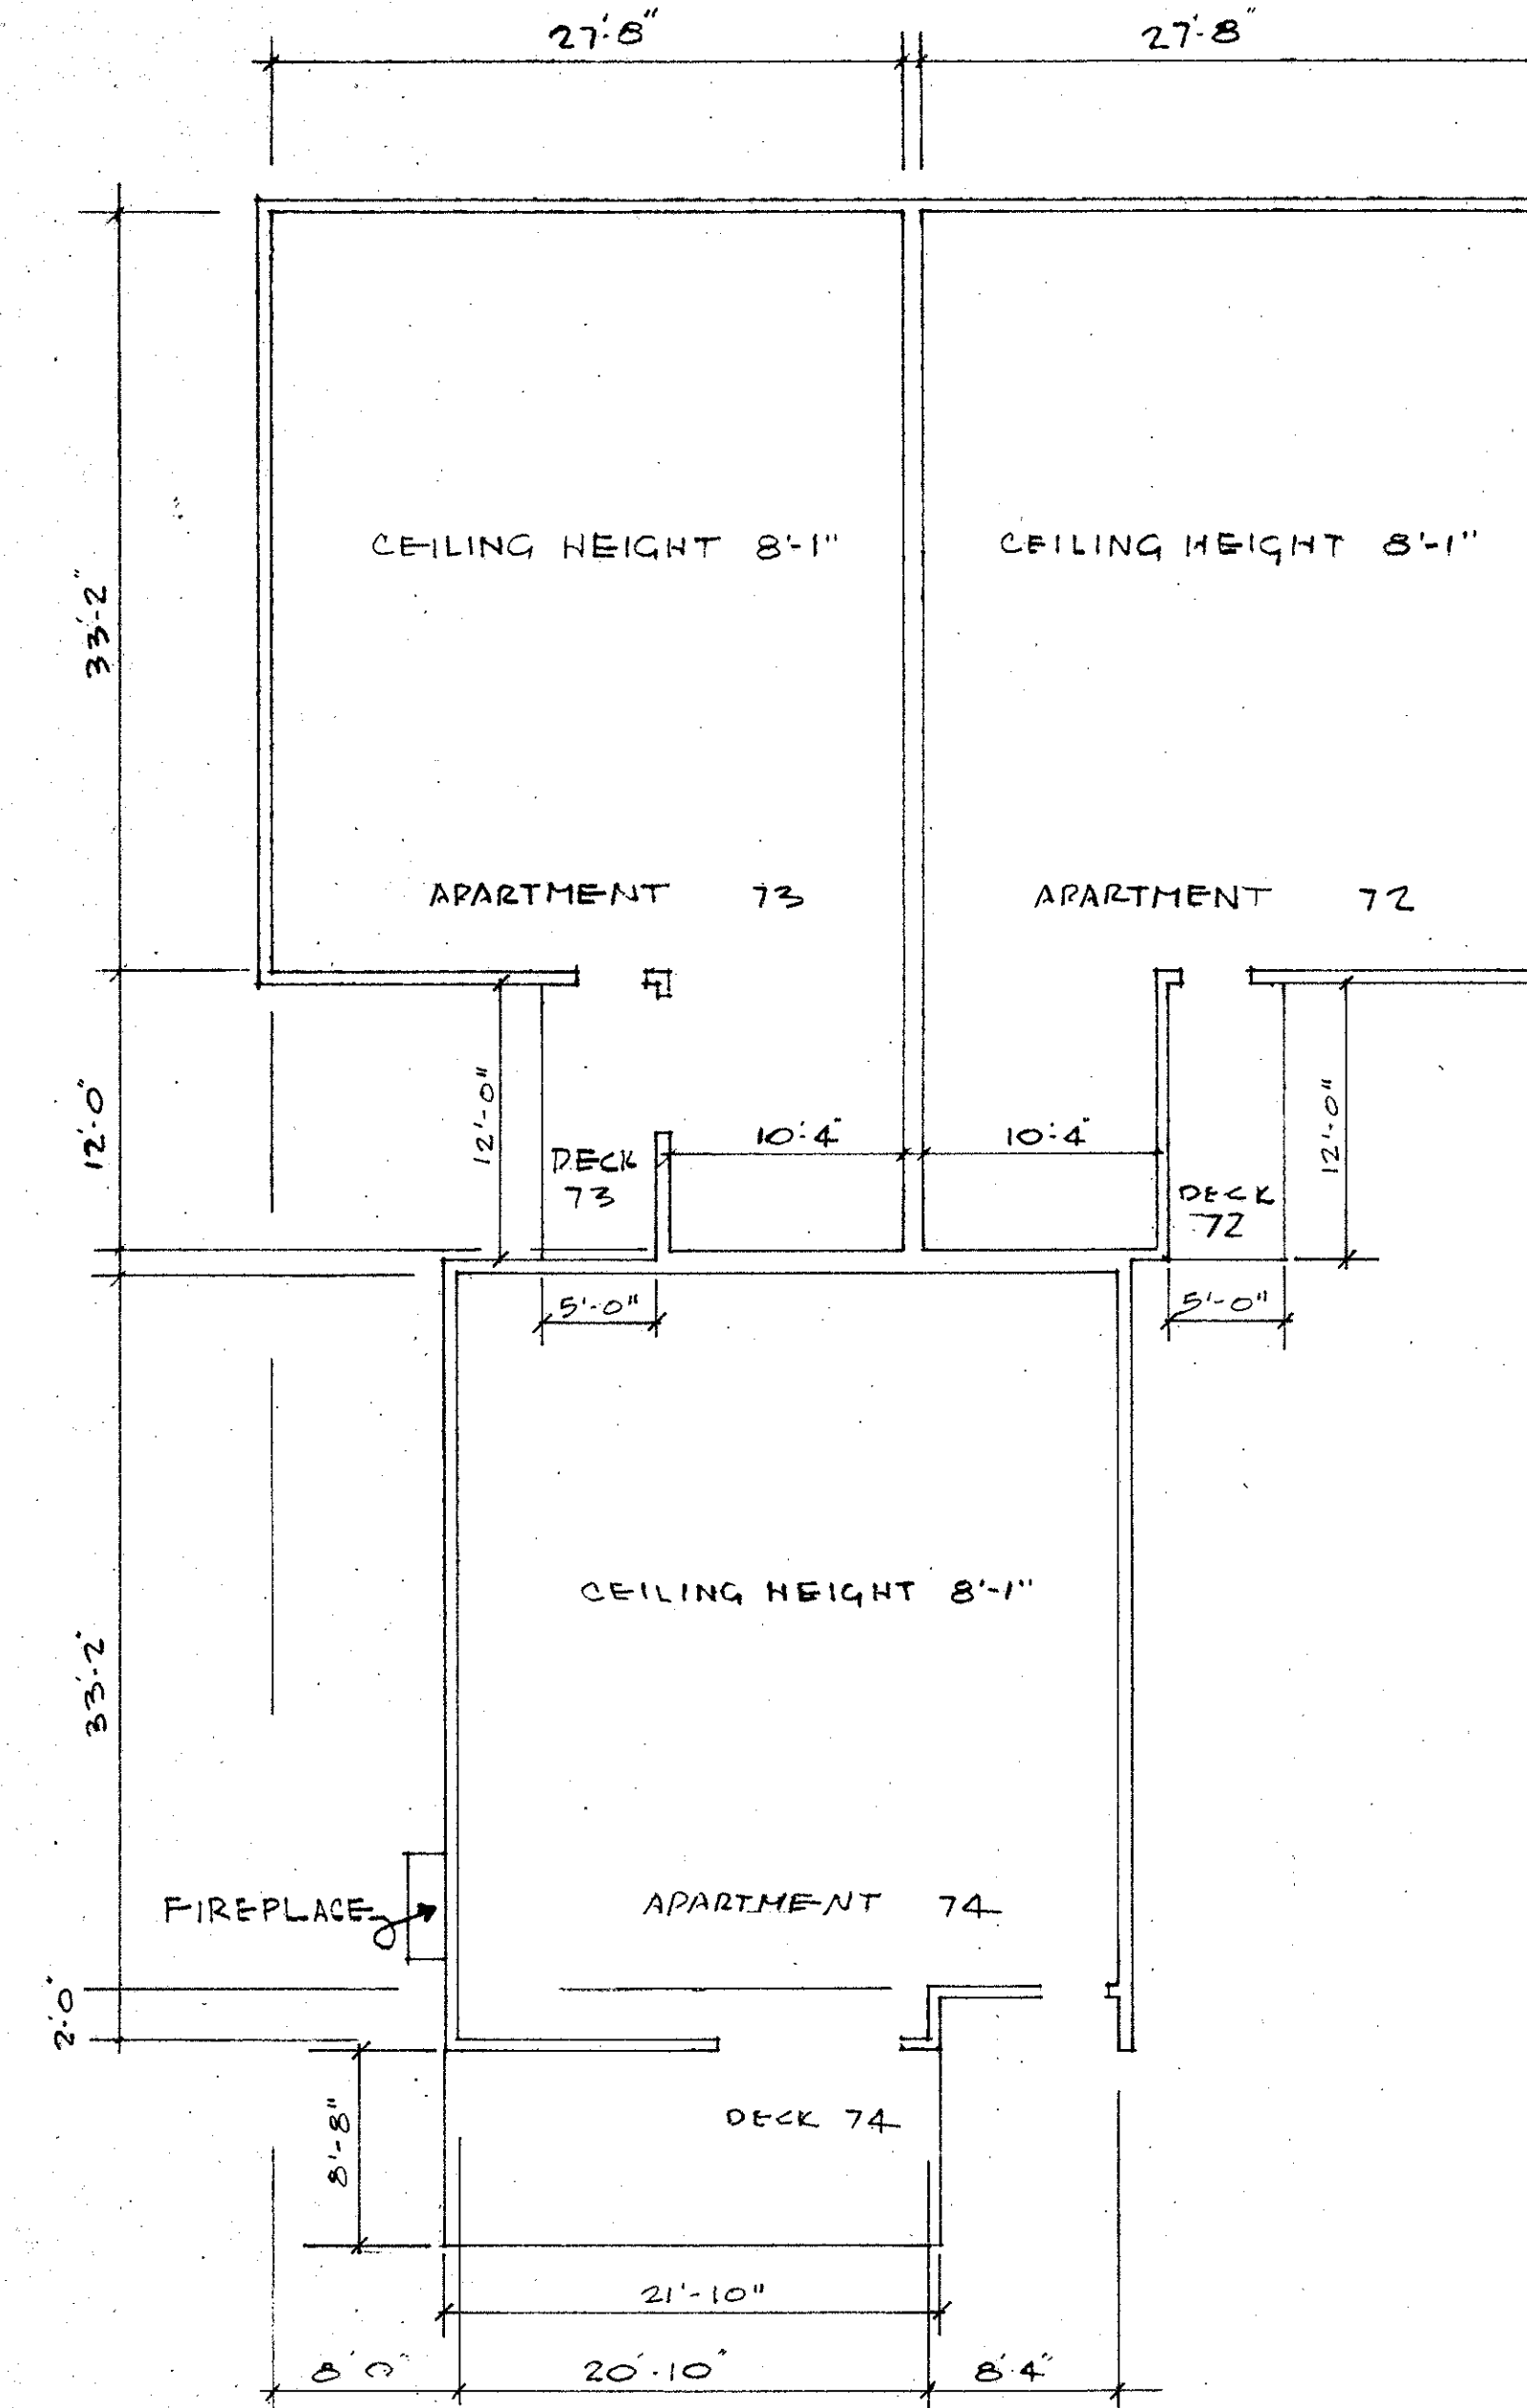 27'-8" 27'-8"
CEILING HEIGHT 8'-1" CEILING HEIGHT 8'-1"
33'-2"
APARTMENT 73 APARTMENT 72
12'-0"
12'-0"
12'-0"
10'-4" 10'-4"
DECK
73
DECK
72
5'-0" 5'-0"
CEILING HEIGHT 8'-1"
33'-2"
APARTMENT 74
FIREPLACE
2'-0"
DECK 74
8'-8"
21'-10"
8'0" 20'-10" 8'4"